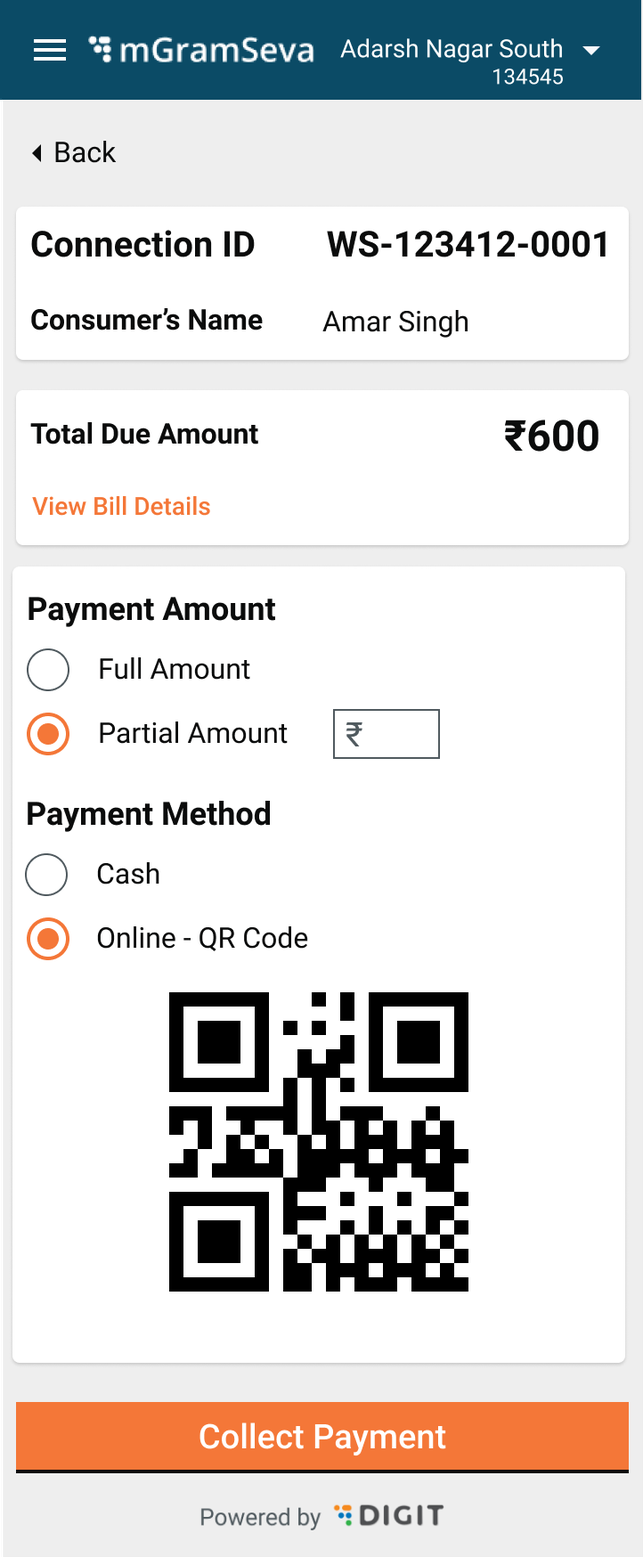 mGramSeva Adarsh Nagar South
134545
Back
Connection ID WS-123412-0001
Consumer’s Name Amar Singh
Total Due Amount ₹600
View Bill Details
Payment Amount
Full Amount
Partial Amount ₹
Payment Method
Cash
Online - QR Code
Collect Payment
Powered by DIGIT